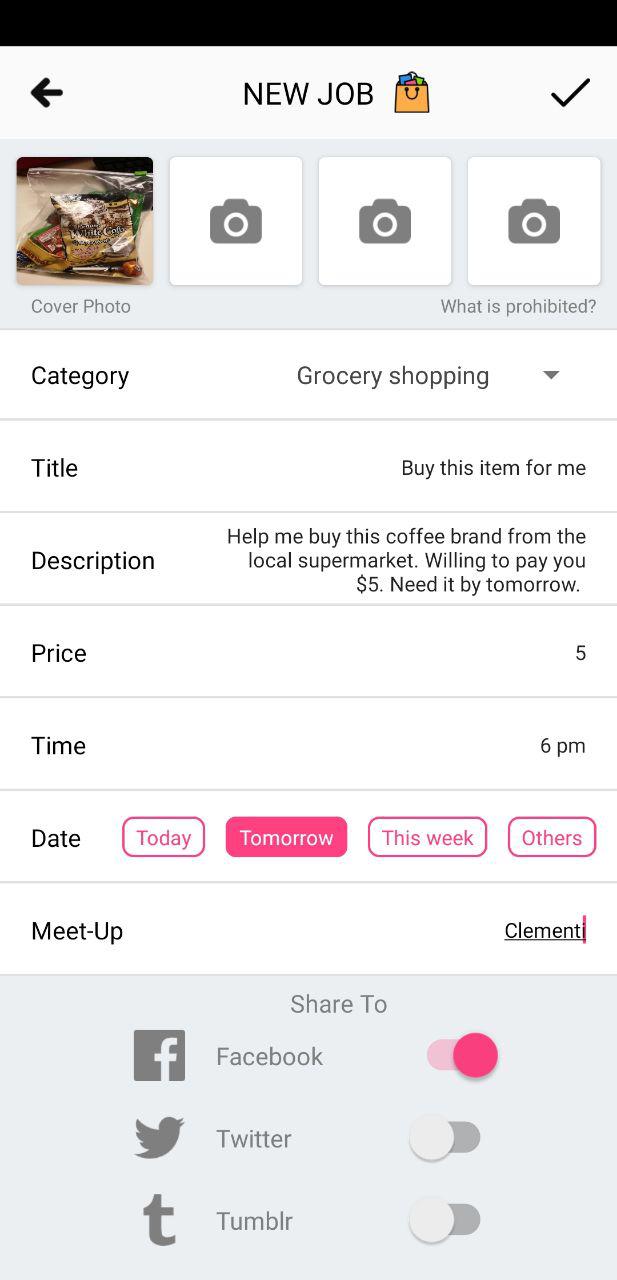 NEW JOB
White Coff
Cover Photo
What is prohibited?
Category
Grocery shopping
Title
Buy this item for me
Description
Help me buy this coffee brand from the
local supermarket. Willing to pay you
$5. Need it by tomorrow.
Price
5
Time
6 pm
Date
Today
Tomorrow
This week
Others
Meet-Up
Clementi
Share To
Facebook
Twitter
Tumblr